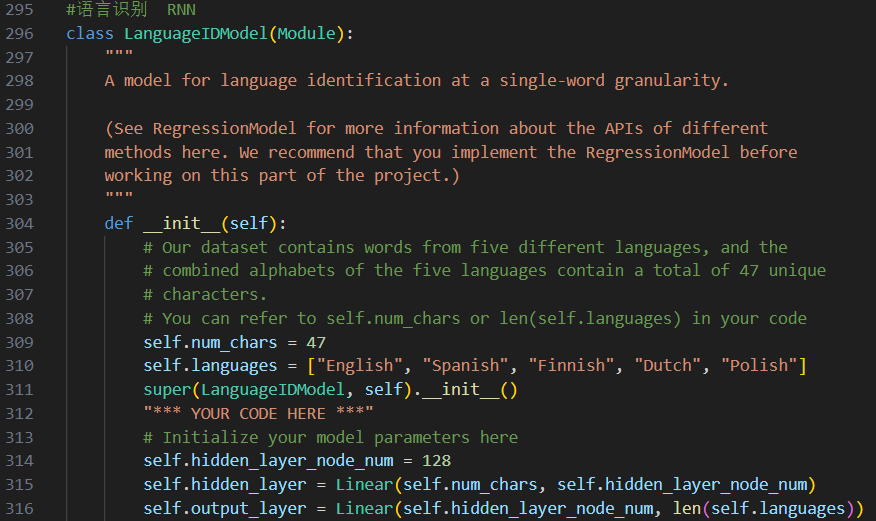 295 #语言识别  RNN
296 class LanguageIDModel(Module):
297     """
298     A model for language identification at a single-word granularity.
299
300     (See RegressionModel for more information about the APIs of different
301     methods here. We recommend that you implement the RegressionModel before
302     working on this part of the project.)
303     """
304     def __init__(self):
305         # Our dataset contains words from five different languages, and the
306         # combined alphabets of the five languages contain a total of 47 unique
307         # characters.
308         # You can refer to self.num_chars or len(self.languages) in your code
309         self.num_chars = 47
310         self.languages = ["English", "Spanish", "Finnish", "Dutch", "Polish"]
311         super(LanguageIDModel, self).__init__()
312         "*** YOUR CODE HERE ***"
313         # Initialize your model parameters here
314         self.hidden_layer_node_num = 128
315         self.hidden_layer = Linear(self.num_chars, self.hidden_layer_node_num)
316         self.output_layer = Linear(self.hidden_layer_node_num, len(self.languages))